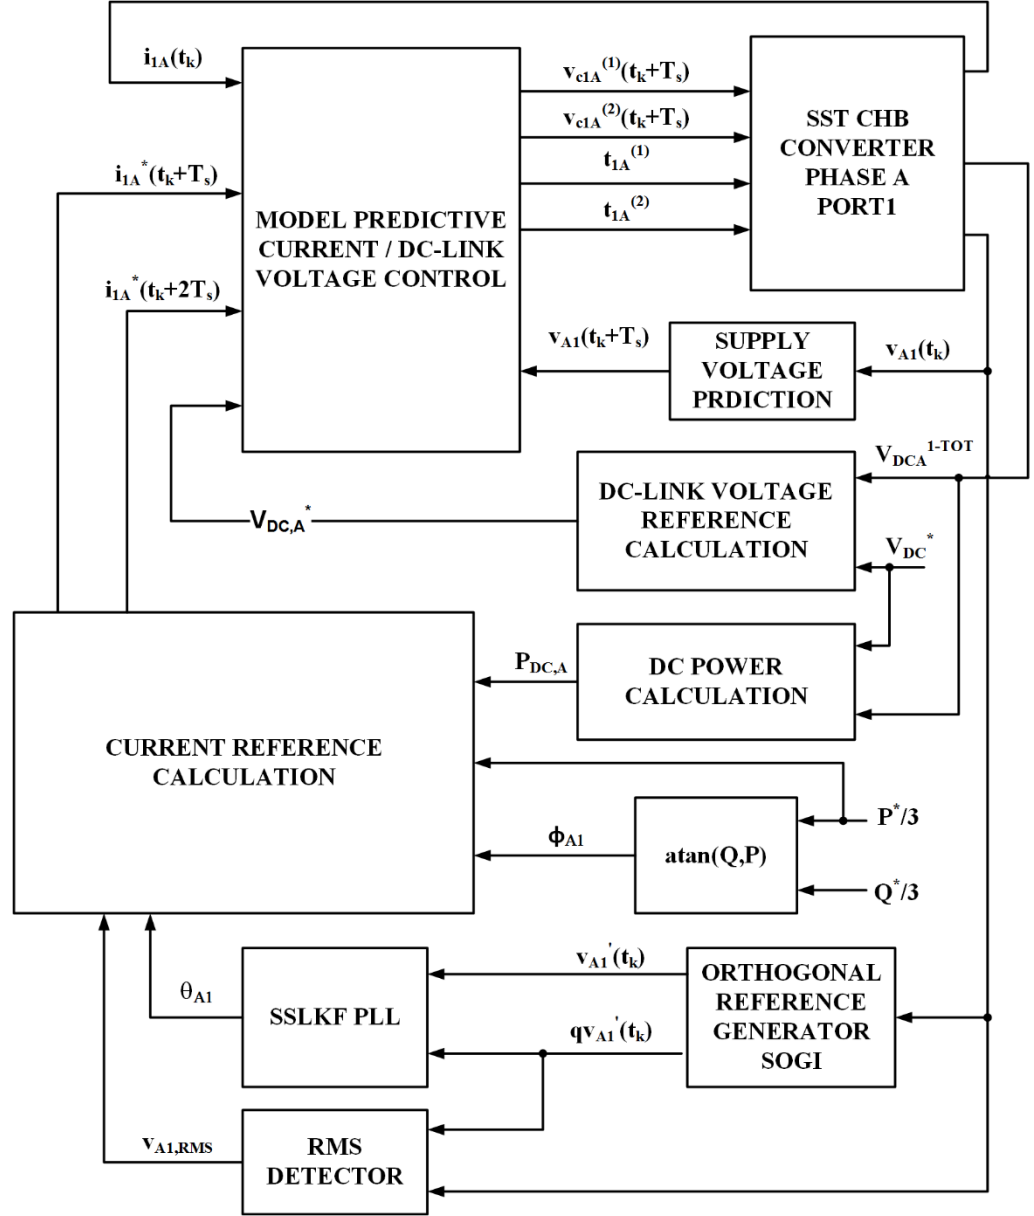 i1A(tk)
vc1A(1)(tk+Ts)
vc1A(2)(tk+Ts)
t1A(1)
t1A(2)
SST CHB
CONVERTER
PHASE A
PORT1
i1A*(tk+Ts)
MODEL PREDICTIVE
CURRENT / DC-LINK
VOLTAGE CONTROL
i1A*(tk+2Ts)
vA1(tk+Ts)
SUPPLY
VOLTAGE
PRDICTION
vA1(tk)
VDCA1-TOT
DC-LINK VOLTAGE
REFERENCE
CALCULATION
VDC,A*
VDC*
PDC,A
DC POWER
CALCULATION
CURRENT REFERENCE
CALCULATION
P*/3
ϕA1
atan(Q,P)
Q*/3
θA1
SSLKF PLL
vA1'(tk)
qvA1'(tk)
ORTHOGONAL
REFERENCE
GENERATOR
SOGI
vA1,RMS
RMS
DETECTOR